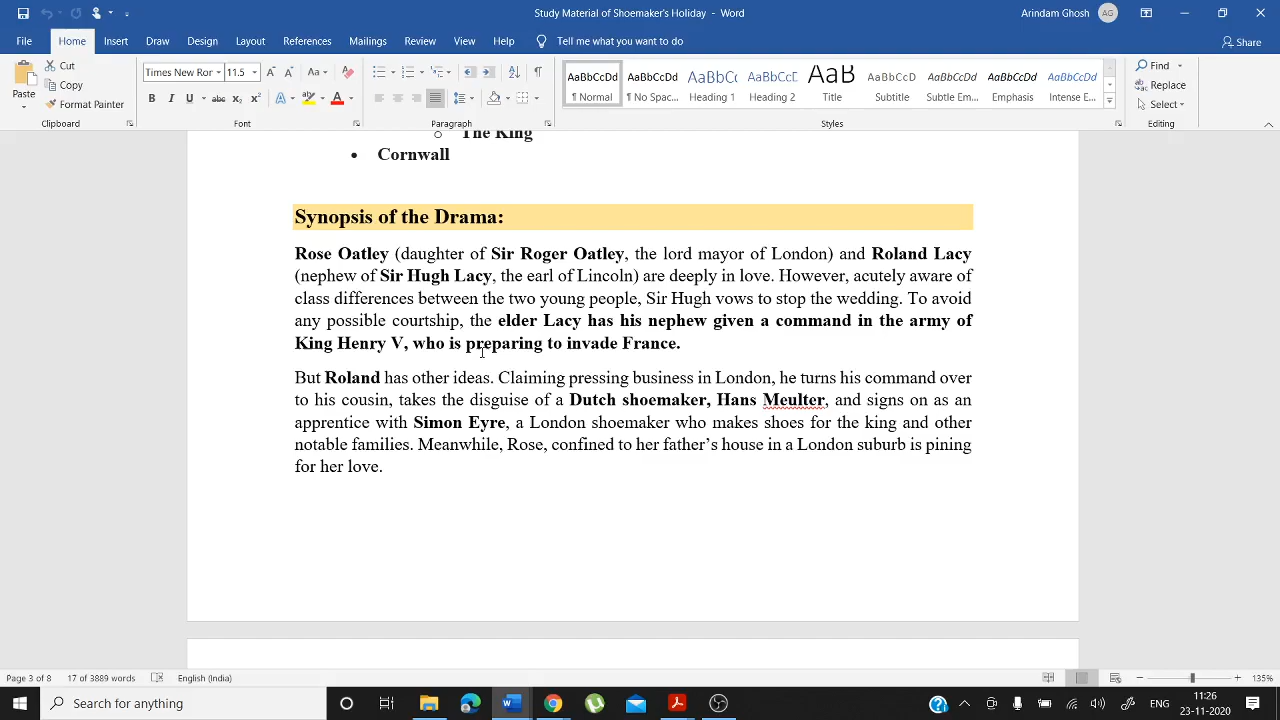 Study Material of Shoemaker's Holiday - Word
Arindam Ghosh AG
File Home Insert Draw Design Layout References Mailings Review View Help Tell me what you want to do Share
Paste Cut Copy Format Painter Clipboard
Times New Ror 11.5 Aa
B I U abc X₂ X² A A Font
Paragraph
AaBbCcDd AaBbCcDd AaBbCc AaBbCcD AaB AaBbCcD AaBbCcDd AaBbCcDd AaBbCcDd
¶ Normal ¶ No Spac... Heading 1 Heading 2 Title Subtitle Subtle Em... Emphasis Intense E...
Styles
Find Replace Select Editing
o The King
• Cornwall
Synopsis of the Drama:
Rose Oatley (daughter of Sir Roger Oatley, the lord mayor of London) and Roland Lacy
(nephew of Sir Hugh Lacy, the earl of Lincoln) are deeply in love. However, acutely aware of
class differences between the two young people, Sir Hugh vows to stop the wedding. To avoid
any possible courtship, the elder Lacy has his nephew given a command in the army of
King Henry V, who is preparing to invade France.
But Roland has other ideas. Claiming pressing business in London, he turns his command over
to his cousin, takes the disguise of a Dutch shoemaker, Hans Meulter, and signs on as an
apprentice with Simon Eyre, a London shoemaker who makes shoes for the king and other
notable families. Meanwhile, Rose, confined to her father's house in a London suburb is pining
for her love.
Page 3 of 8 17 of 3889 words English (India) 135%
Type here to search...